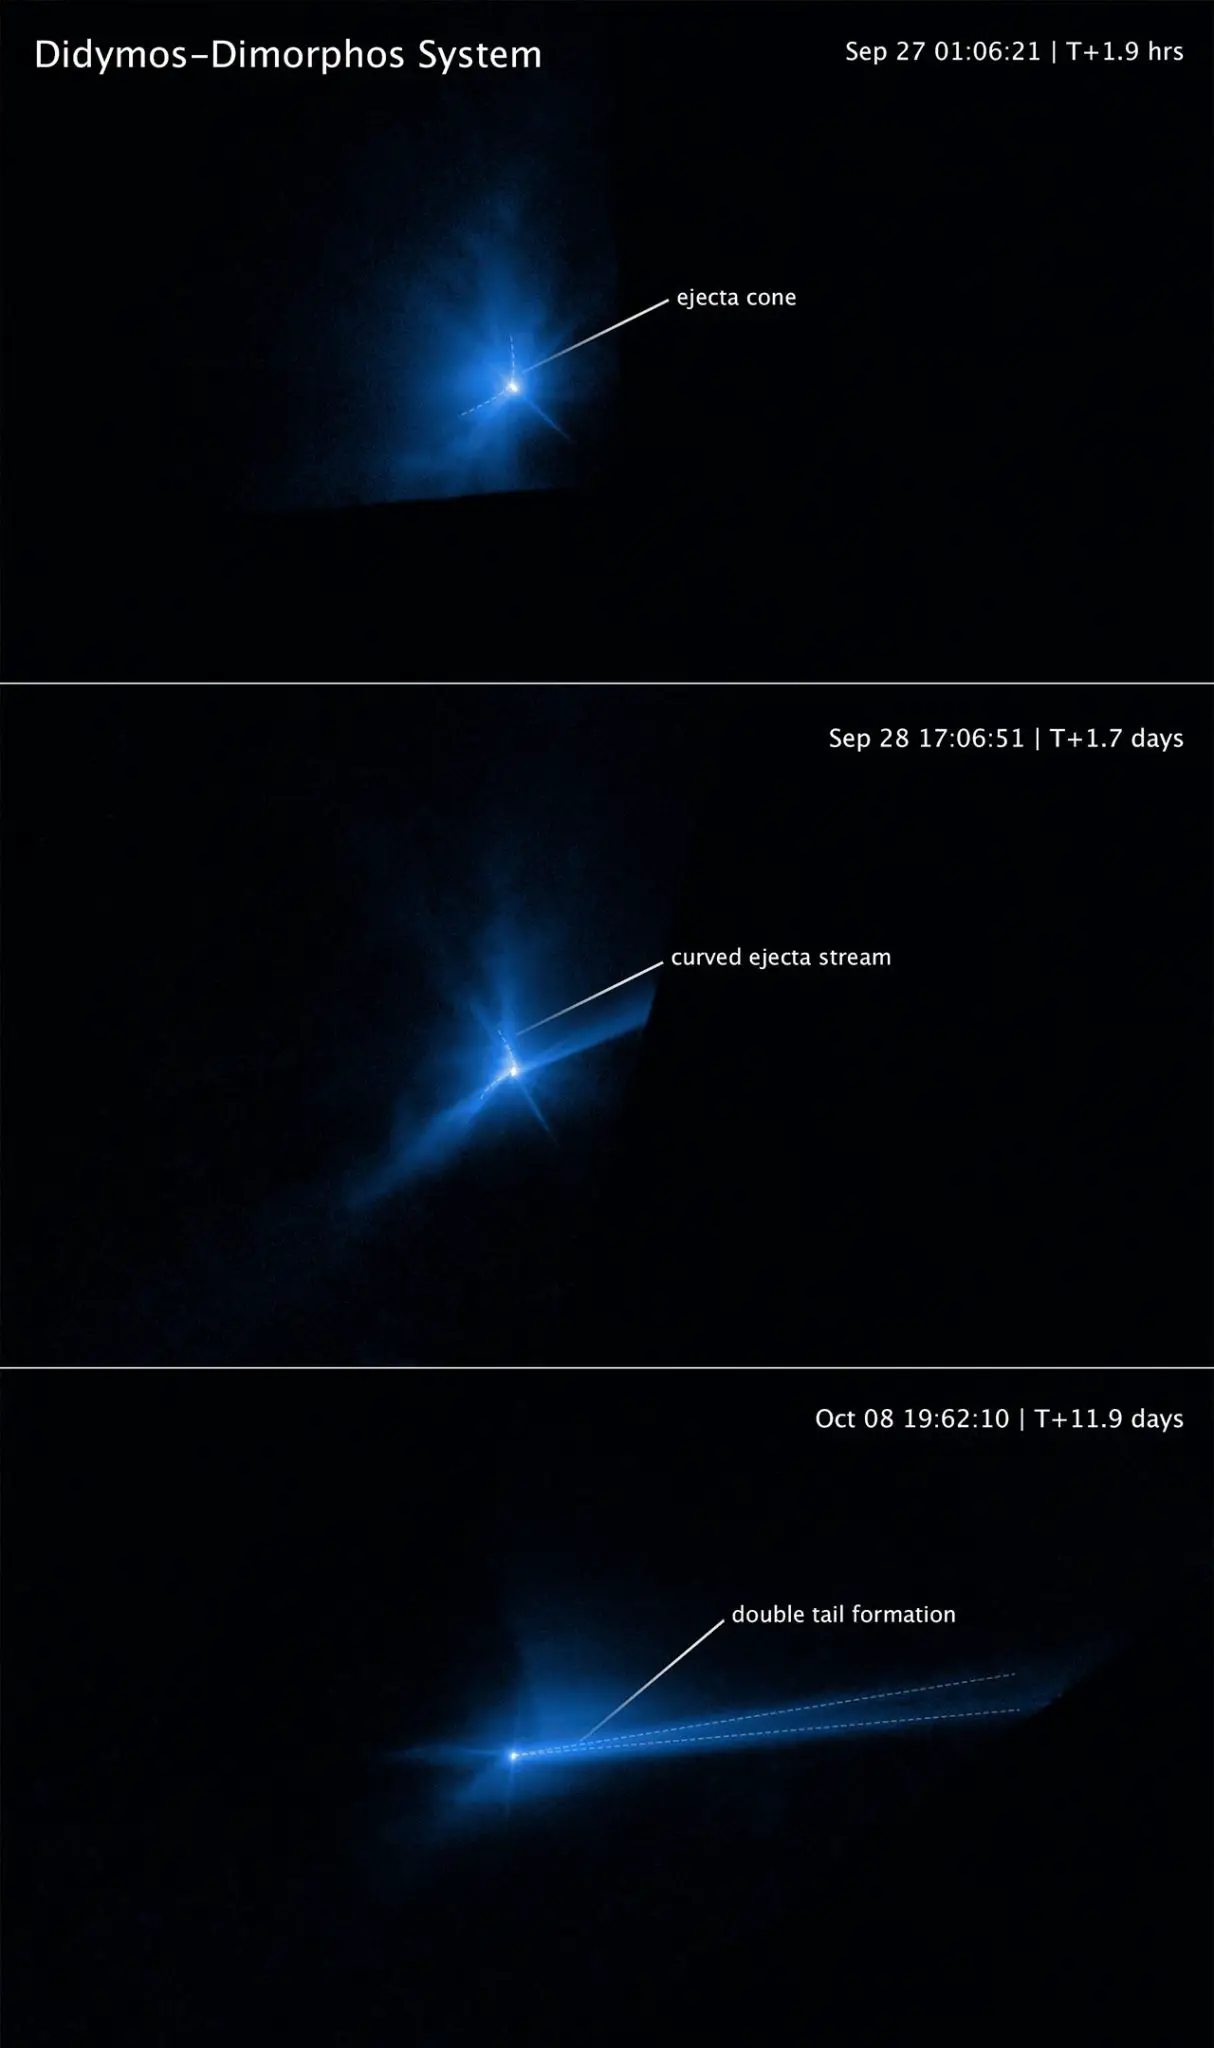 Didymos–Dimorphos System
Sep 27 01:06:21 | T+1.9 hrs
ejecta cone
Sep 28 17:06:51 | T+1.7 days
curved ejecta stream
Oct 08 19:62:10 | T+11.9 days
double tail formation